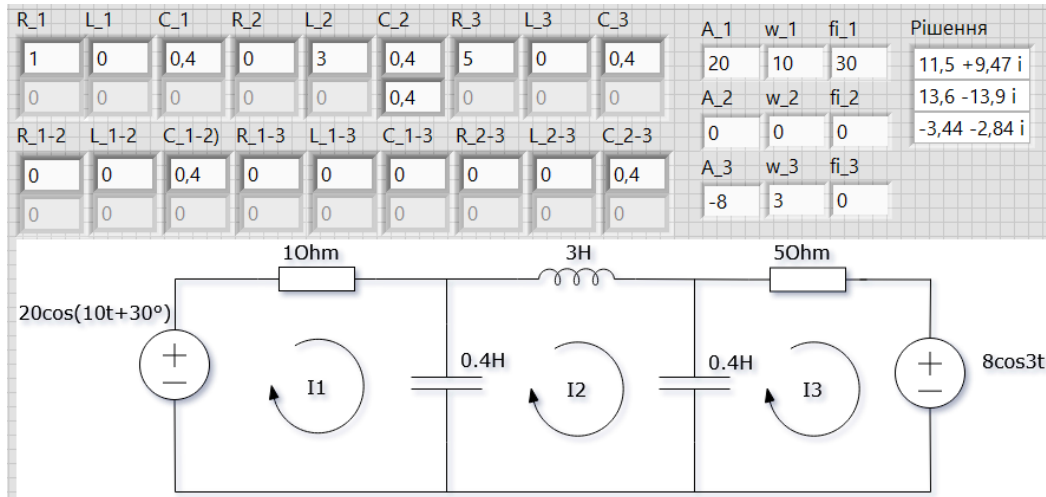 R_1 L_1 C_1 R_2 L_2 C_2 R_3 L_3 C_3
1 0 0,4 0 3 0,4 5 0 0,4
0 0 0 0 0 0,4 0 0 0
R_1-2 L_1-2 C_1-2) R_1-3 L_1-3 C_1-3 R_2-3 L_2-3 C_2-3
0 0 0,4 0 0 0 0 0 0,4
0 0 0 0 0 0 0 0 0
A_1 w_1 fi_1
20 10 30
A_2 w_2 fi_2
0 0 0
A_3 w_3 fi_3
-8 3 0
Рішення
11,5 +9,47 i
13,6 -13,9 i
-3,44 -2,84 i
1Ohm 3H 5Ohm
20cos(10t+30°)
+ + 
0.4H 0.4H 8cos3t
I1 I2 I3